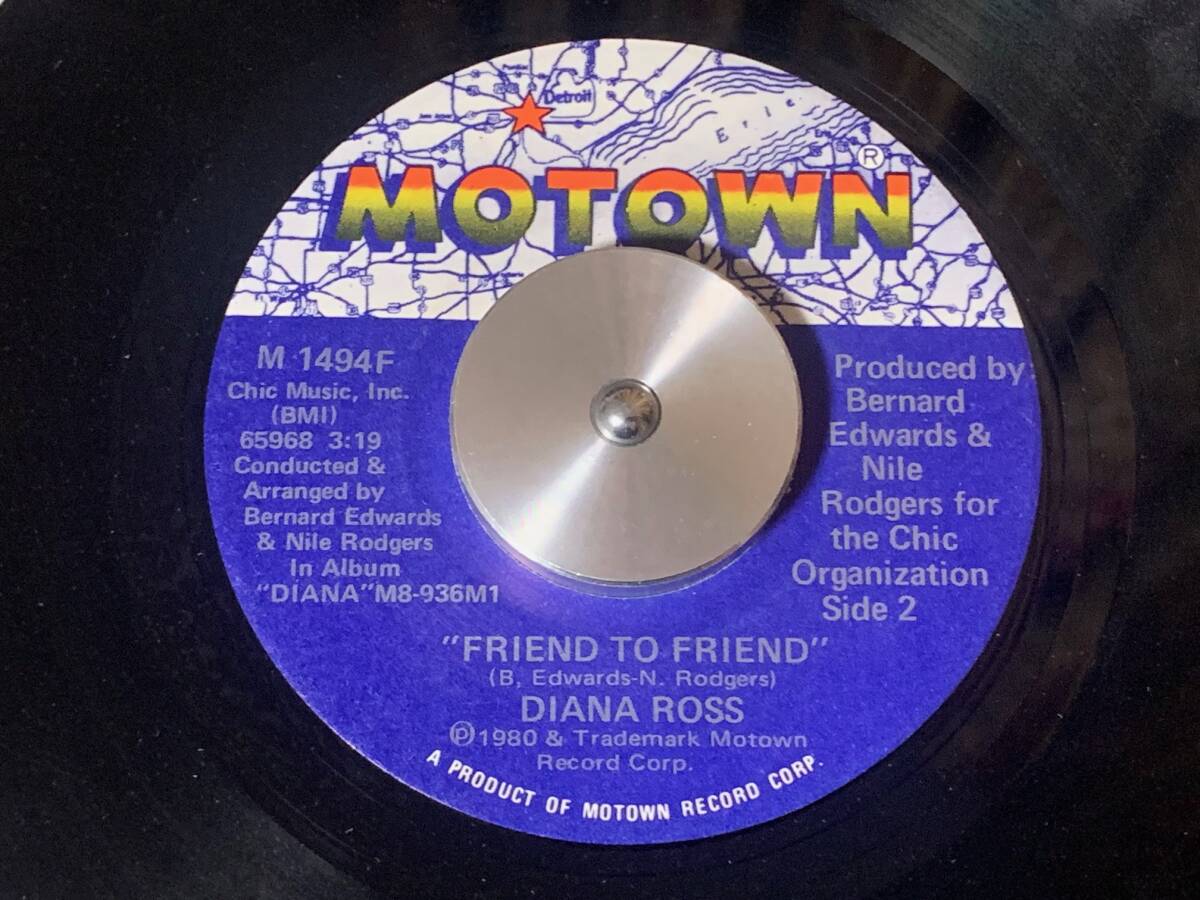 Detroit
Erie
MOTOWN®
M 1494F
Chic Music, Inc.
(BMI)
65968 3:19
Conducted &
Arranged by
Bernard Edwards
& Nile Rodgers
In Album
"DIANA" M8-936M1
Produced by
Bernard
Edwards &
Nile
Rodgers for
the Chic
Organization
Side 2
"FRIEND TO FRIEND"
(B. Edwards-N. Rodgers)
DIANA ROSS
℗ 1980 & Trademark Motown
Record Corp.
A PRODUCT OF MOTOWN RECORD CORP.